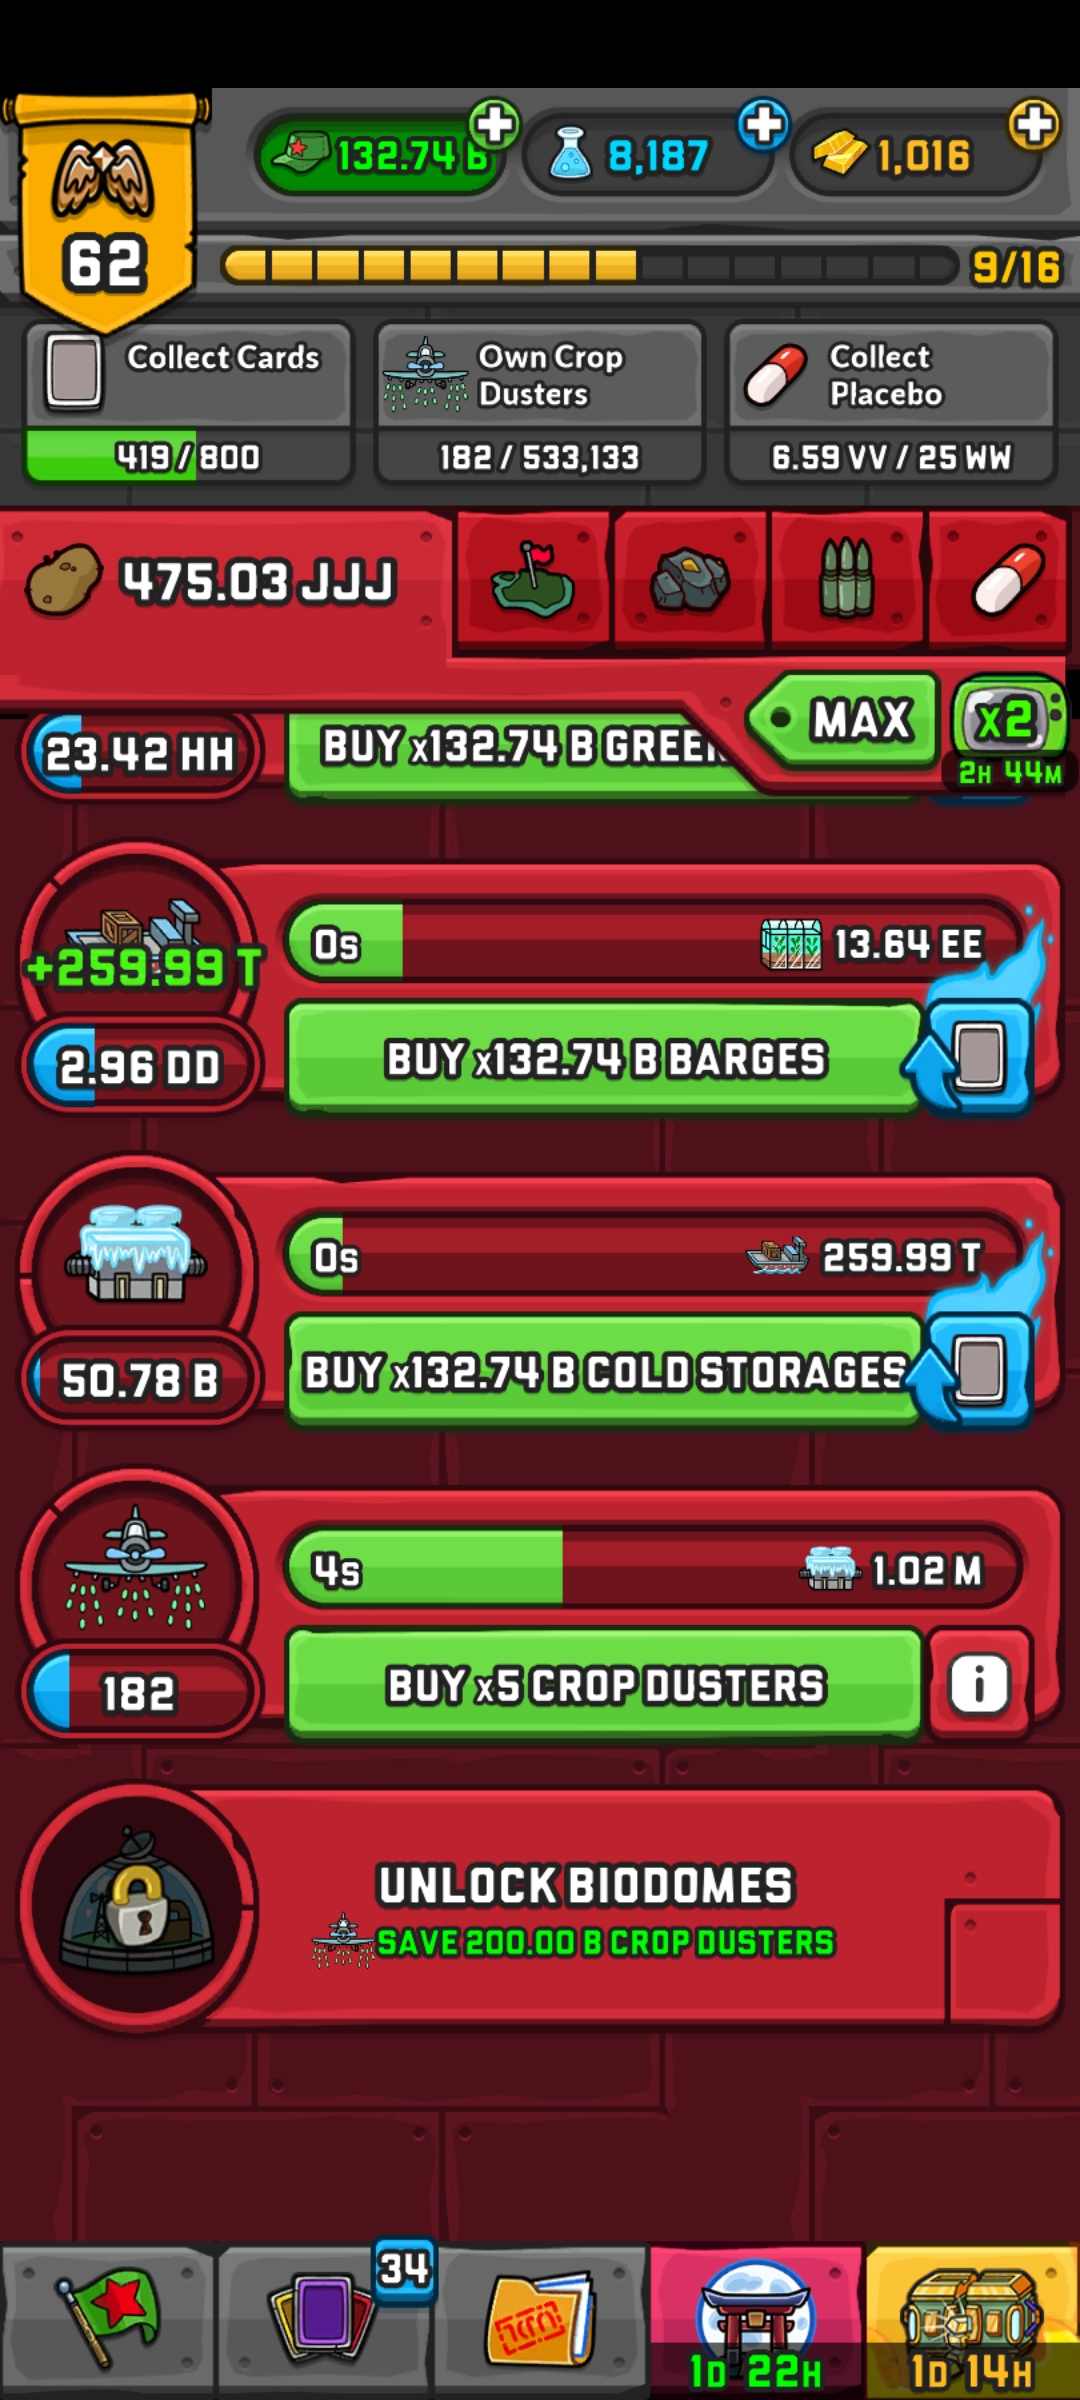 132.74 B
8,187
1,016
62
9/16
Collect Cards
419 / 800
Own Crop
Dusters
182 / 533,133
Collect
Placebo
6.59 VV / 25 WW
475.03 JJJ
MAX
x2
2H 44M
23.42 HH
BUY x132.74 B GREEN
+259.99 T
0s
13.64 EE
2.96 DD
BUY x132.74 B BARGES
0s
259.99 T
50.78 B
BUY x132.74 B COLD STORAGES
4s
1.02 M
182
BUY x5 CROP DUSTERS
i
UNLOCK BIODOMES
SAVE 200.00 B CROP DUSTERS
34
1D 22H
1D 14H